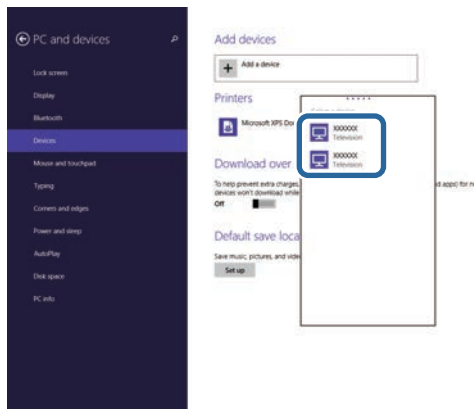 PC and devices
Lock screen
Display
Bluetooth
Devices
Mouse and touchpad
Typing
Corners and edges
Power and sleep
AutoPlay
Disk space
PC info
Add devices
Add a device
Printers
Microsoft XPS Do
Download over
To help prevent extra charges,
d apps) for n
devices won't download while
Off
Default save loca
Save music, pictures, and vide
Set up
XXXXXX
Television
XXXXXX
Television